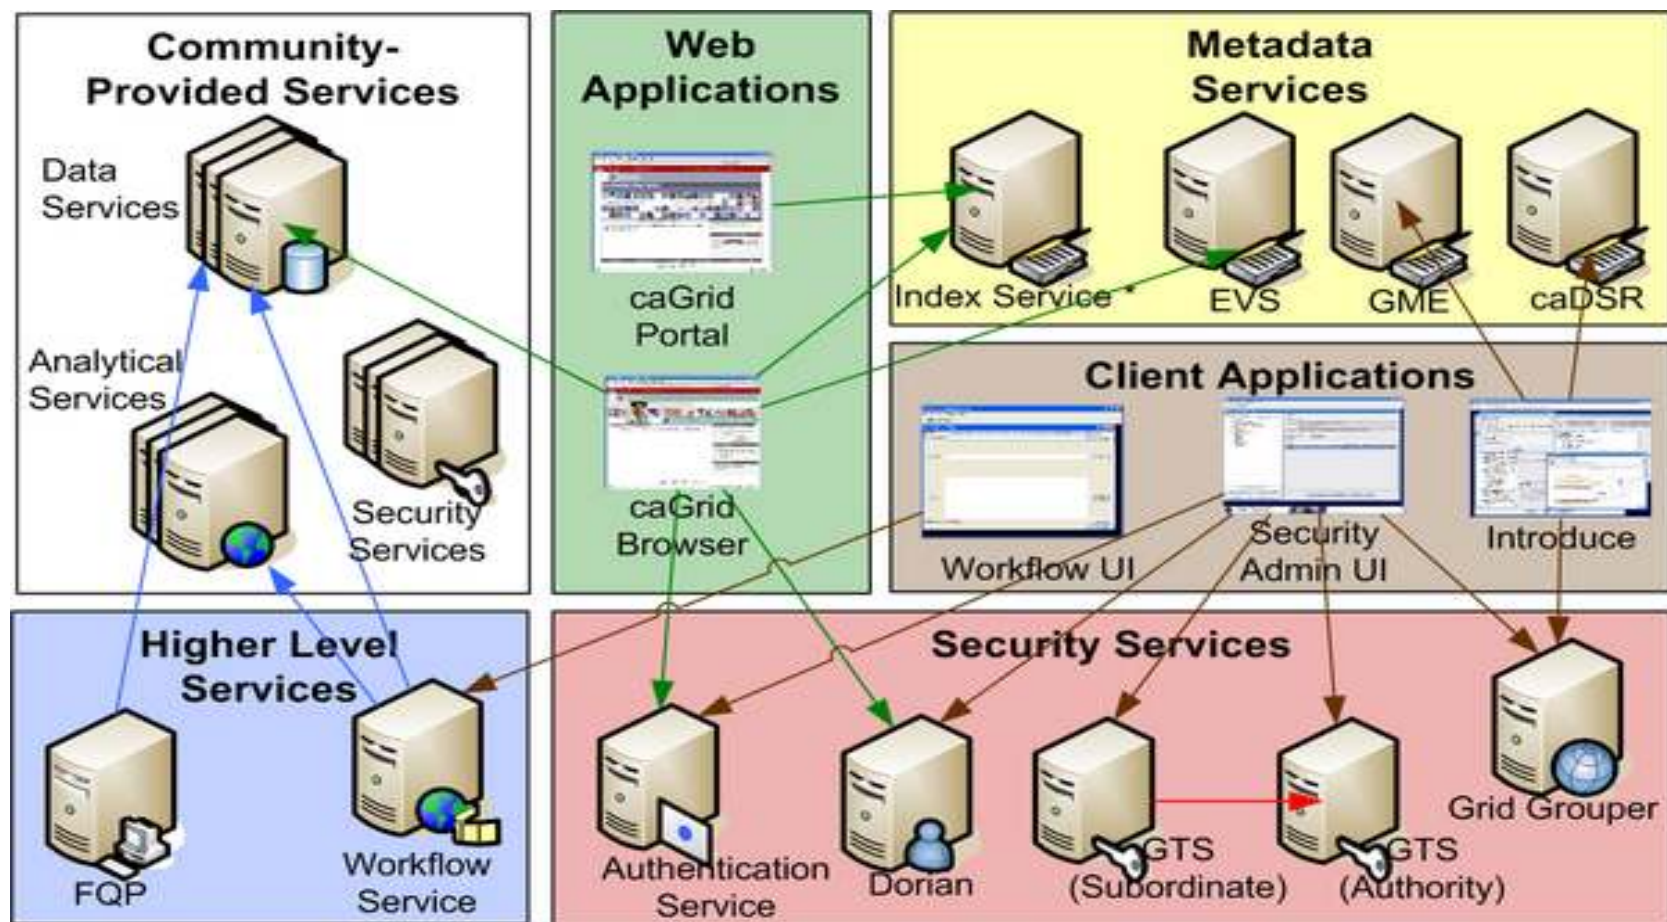 Community-
Provided Services
Data
Services
Analytical
Services
Security
Services
Web
Applications
caGrid
Portal
caGrid
Browser
Metadata
Services
Index Service *
EVS
GME
caDSR
Client Applications
Workflow UI
Security
Admin UI
Introduce
Higher Level
Services
FQP
Workflow
Service
Security Services
Authentication
Service
Dorian
GTS
(Subordinate)
GTS
(Authority)
Grid Grouper